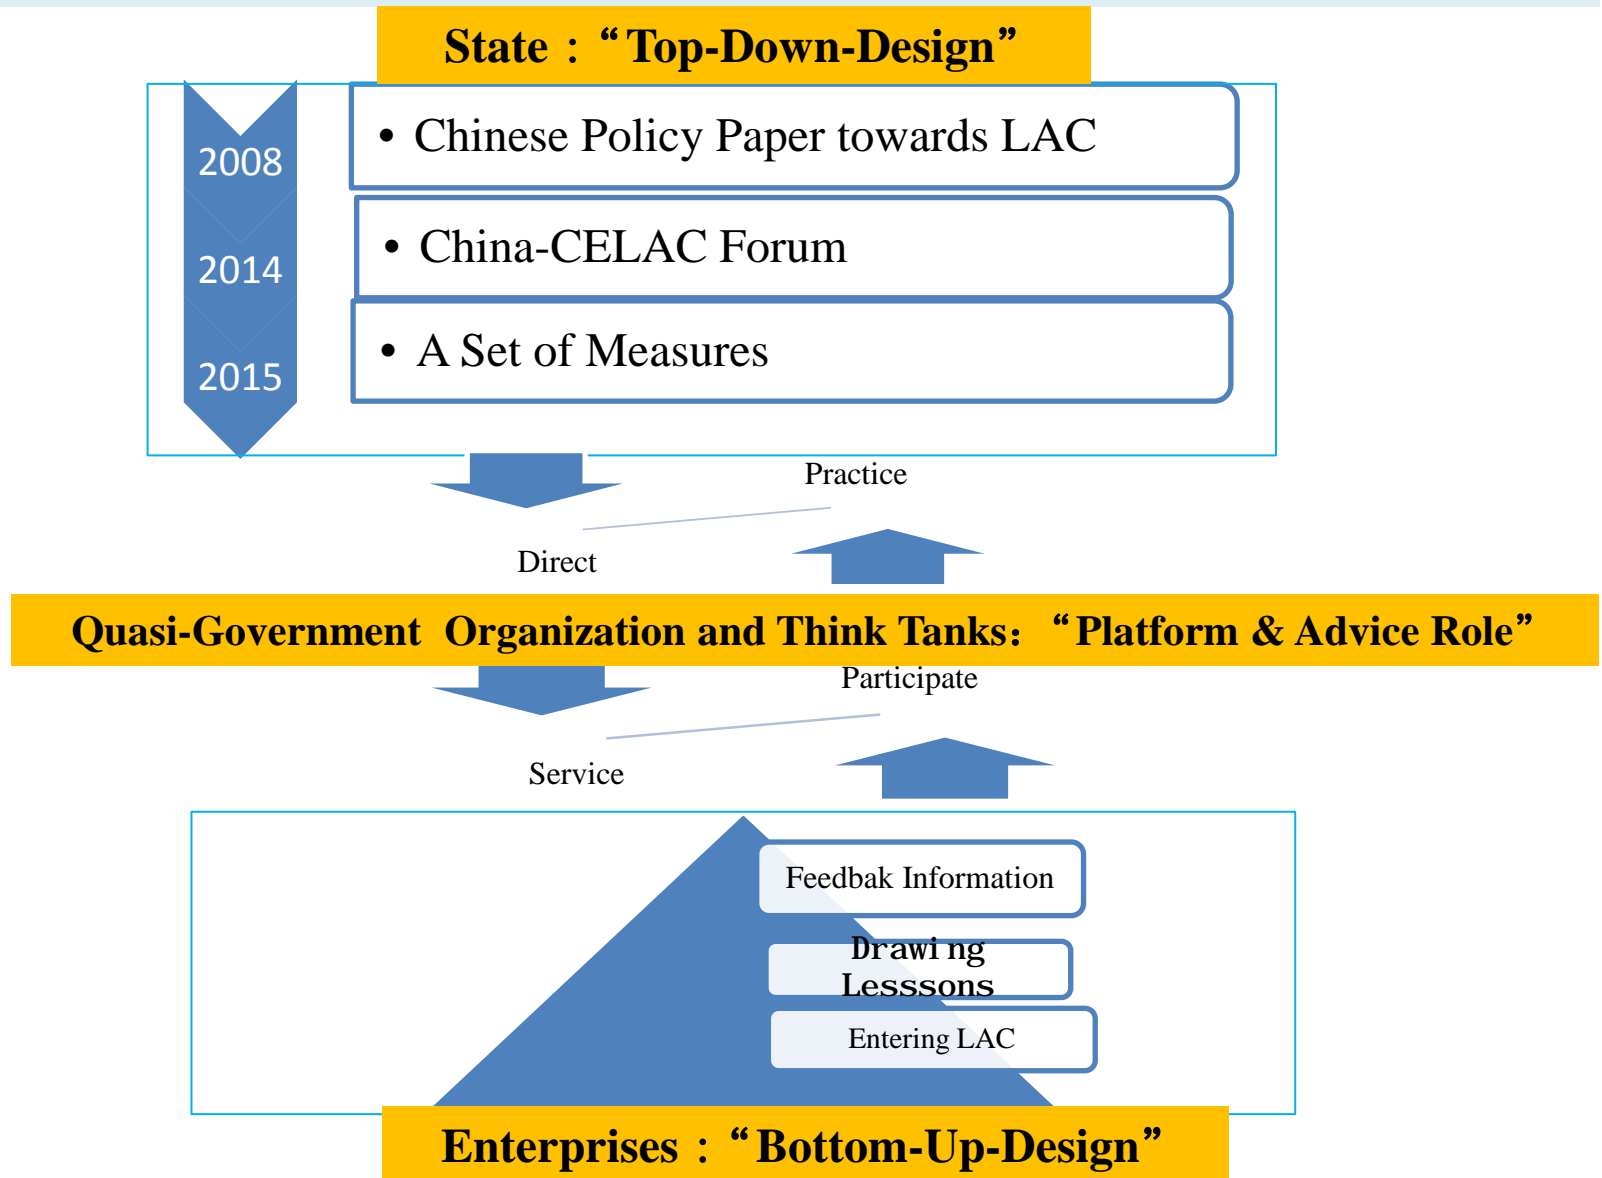 State：“Top-Down-Design”
2008
• Chinese Policy Paper towards LAC
2014
• China-CELAC Forum
2015
• A Set of Measures
Practice
Direct
Quasi-Government Organization and Think Tanks：“Platform & Advice Role”
Participate
Service
Feedbak Information
Drawing
Lesssons
Entering LAC
Enterprises：“Bottom-Up-Design”